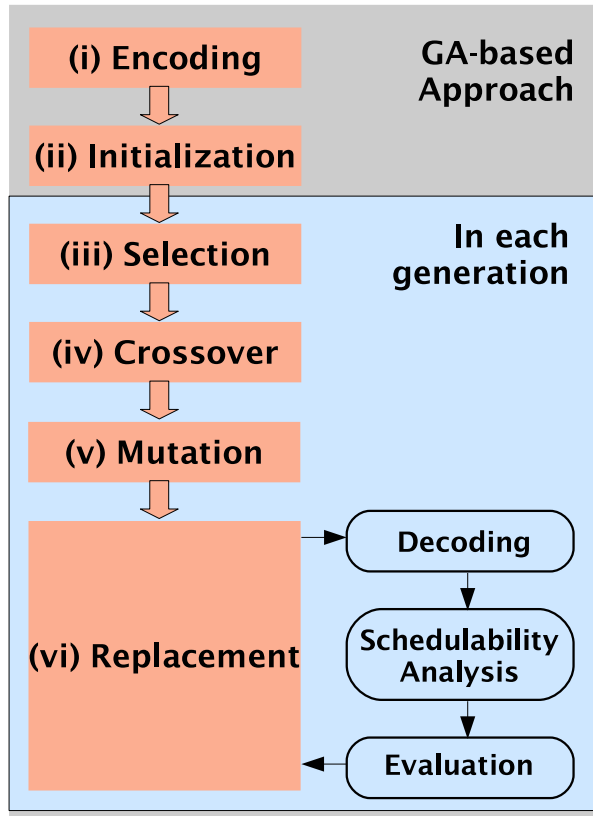 (i) Encoding
GA-based
Approach
(ii) Initialization
In each
generation
(iii) Selection
(iv) Crossover
(v) Mutation
(vi) Replacement
Decoding
Schedulability
Analysis
Evaluation